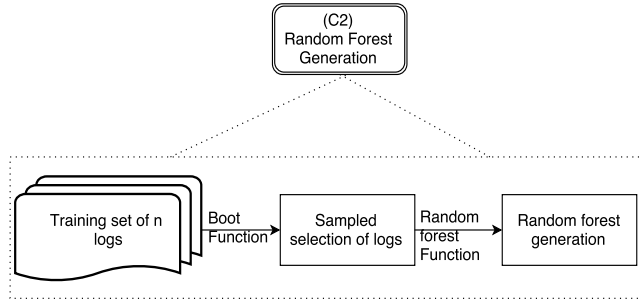 (C2)
Random Forest
Generation
Training set of n
logs
Boot
Function
Sampled
selection of logs
Random
forest
Function
Random forest
generation